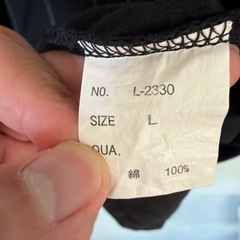 NO. L-2330
SIZE L
QUA.
綿 100%